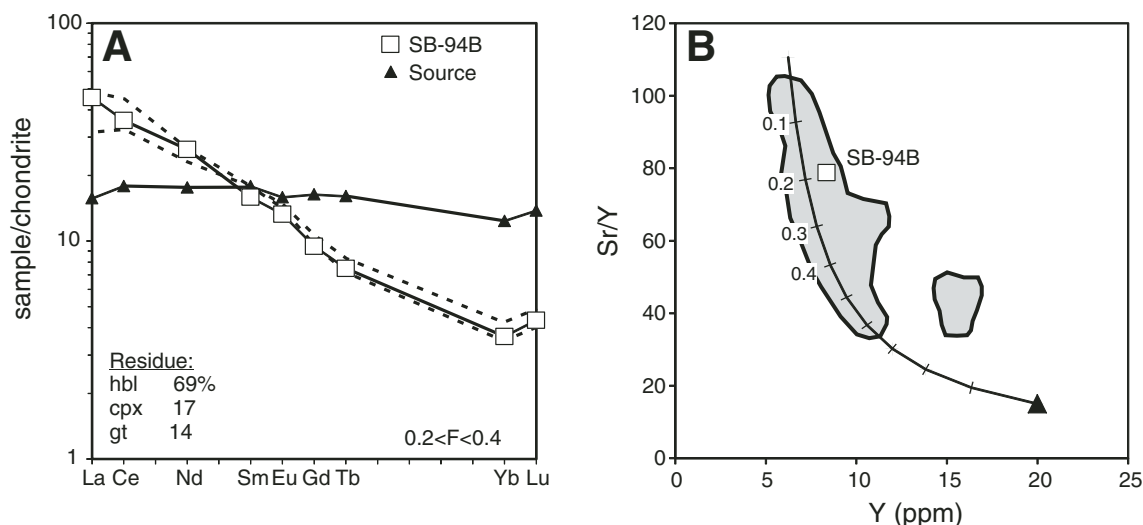 A
100
10
1
sample/chondrite
SB-94B
Source
Residue:
hbl 69%
cpx 17
gt 14
0.2<F<0.4
La Ce Nd Sm Eu Gd Tb Yb Lu
B
120
100
80
60
40
20
0
Sr/Y
0.1
0.2
0.3
0.4
SB-94B
0 5 10 15 20 25
Y (ppm)